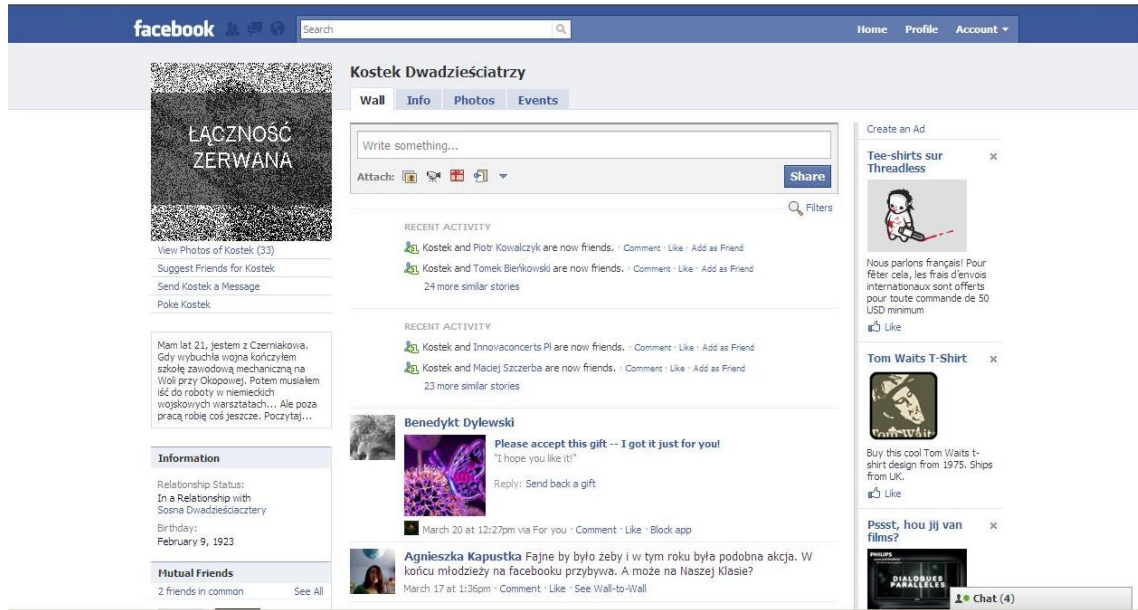 facebook
Search
Home Profile Account
Kostek Dwadzieściatrzy
Wall Info Photos Events
ŁĄCZNOŚĆ
ZERWANA
Write something...
Attach:
Share
Filters
View Photos of Kostek (33)
Suggest Friends for Kostek
Send Kostek a Message
Poke Kostek
Mam lat 21, jestem z Czerniakowa.
Gdy wybuchła wojna kończyłem
szkołę zawodową mechaniczną na
Woli przy Okopowej. Potem musiałem
iść do roboty w niemieckich
wojskowych warsztatach... Ale poza
pracą robię coś jeszcze. Poczytaj...
Information
Relationship Status:
In a Relationship with
Sosna Dwadzieściacztery
Birthday:
February 9, 1923
Mutual Friends
2 friends in common See All
RECENT ACTIVITY
Kostek and Piotr Kowalczyk are now friends. · Comment · Like · Add as Friend
Kostek and Tomek Bieńkowski are now friends. · Comment · Like · Add as Friend
24 more similar stories
RECENT ACTIVITY
Kostek and Innovaconcerts Pl are now friends. · Comment · Like · Add as Friend
Kostek and Maciej Szczerba are now friends. · Comment · Like · Add as Friend
23 more similar stories
Benedykt Dylewski
Please accept this gift -- I got it just for you!
"I hope you like it!"
Reply: Send back a gift
March 20 at 12:27pm via For you · Comment · Like · Block app
Agnieszka Kapustka Fajne by było żeby i w tym roku była podobna akcja. W
końcu młodzieży na facebooku przybywa. A może na Naszej Klasie?
March 17 at 1:36pm · Comment · Like · See Wall-to-Wall
Create an Ad
Tee-shirts sur
Threadless
Nous parlons français! Pour
fêter cela, les frais d'envois
internationaux sont offerts
pour toute commande de 50
USD minimum
Like
Tom Waits T-Shirt
Tom Wait
Buy this cool Tom Waits t-
shirt design from 1975. Ships
from UK.
Like
Pssst, hou jij van
films?
PHILIPS
DIALOGUES
PARALLELES
Chat (4)